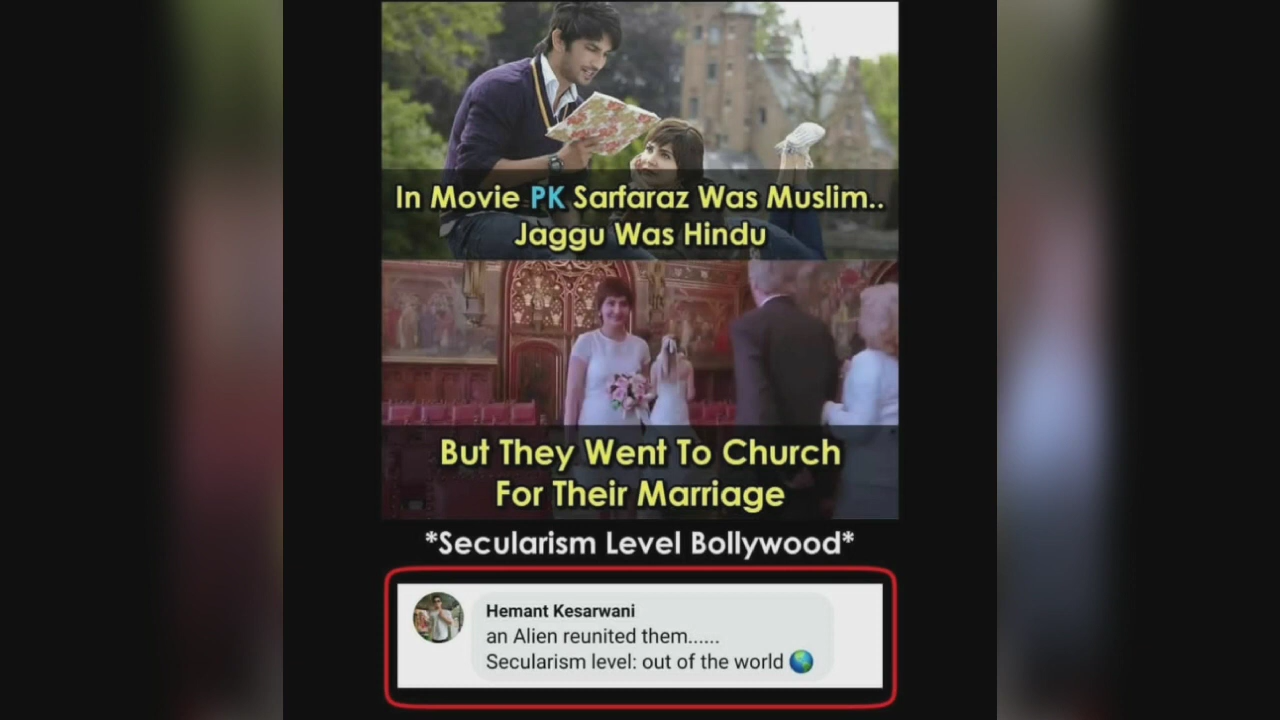 In Movie PK Sarfaraz Was Muslim..
Jaggu Was Hindu
But They Went To Church
For Their Marriage
*Secularism Level Bollywood*
Hemant Kesarwani
an Alien reunited them......
Secularism level: out of the world 🌎